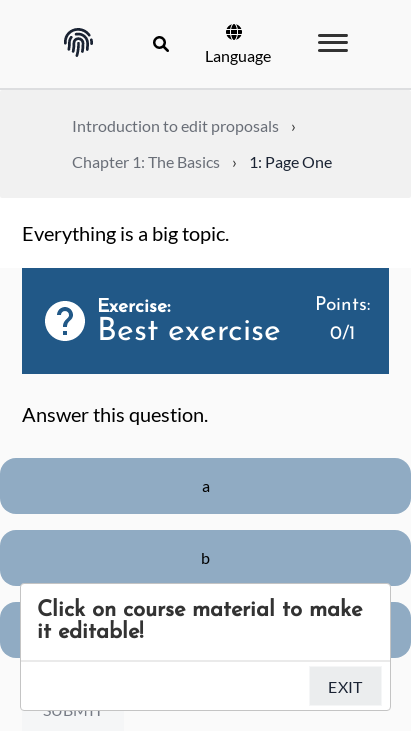 Language
Introduction to edit proposals ›
Chapter 1: The Basics › 1: Page One
Everything is a big topic.
Exercise:
Best exercise
Points:
0/1
Answer this question.
a
b
Click on course material to make
it editable!
EXIT
SUBMIT